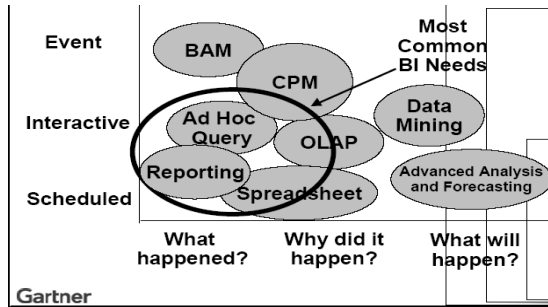 Event
Interactive
Scheduled
BAM
CPM
Most
Common
BI Needs
Ad Hoc
Query
OLAP
Data
Mining
Reporting
Spreadsheet
Advanced Analysis
and Forecasting
What
happened?
Why did it
happen?
What will
happen?
Gartner